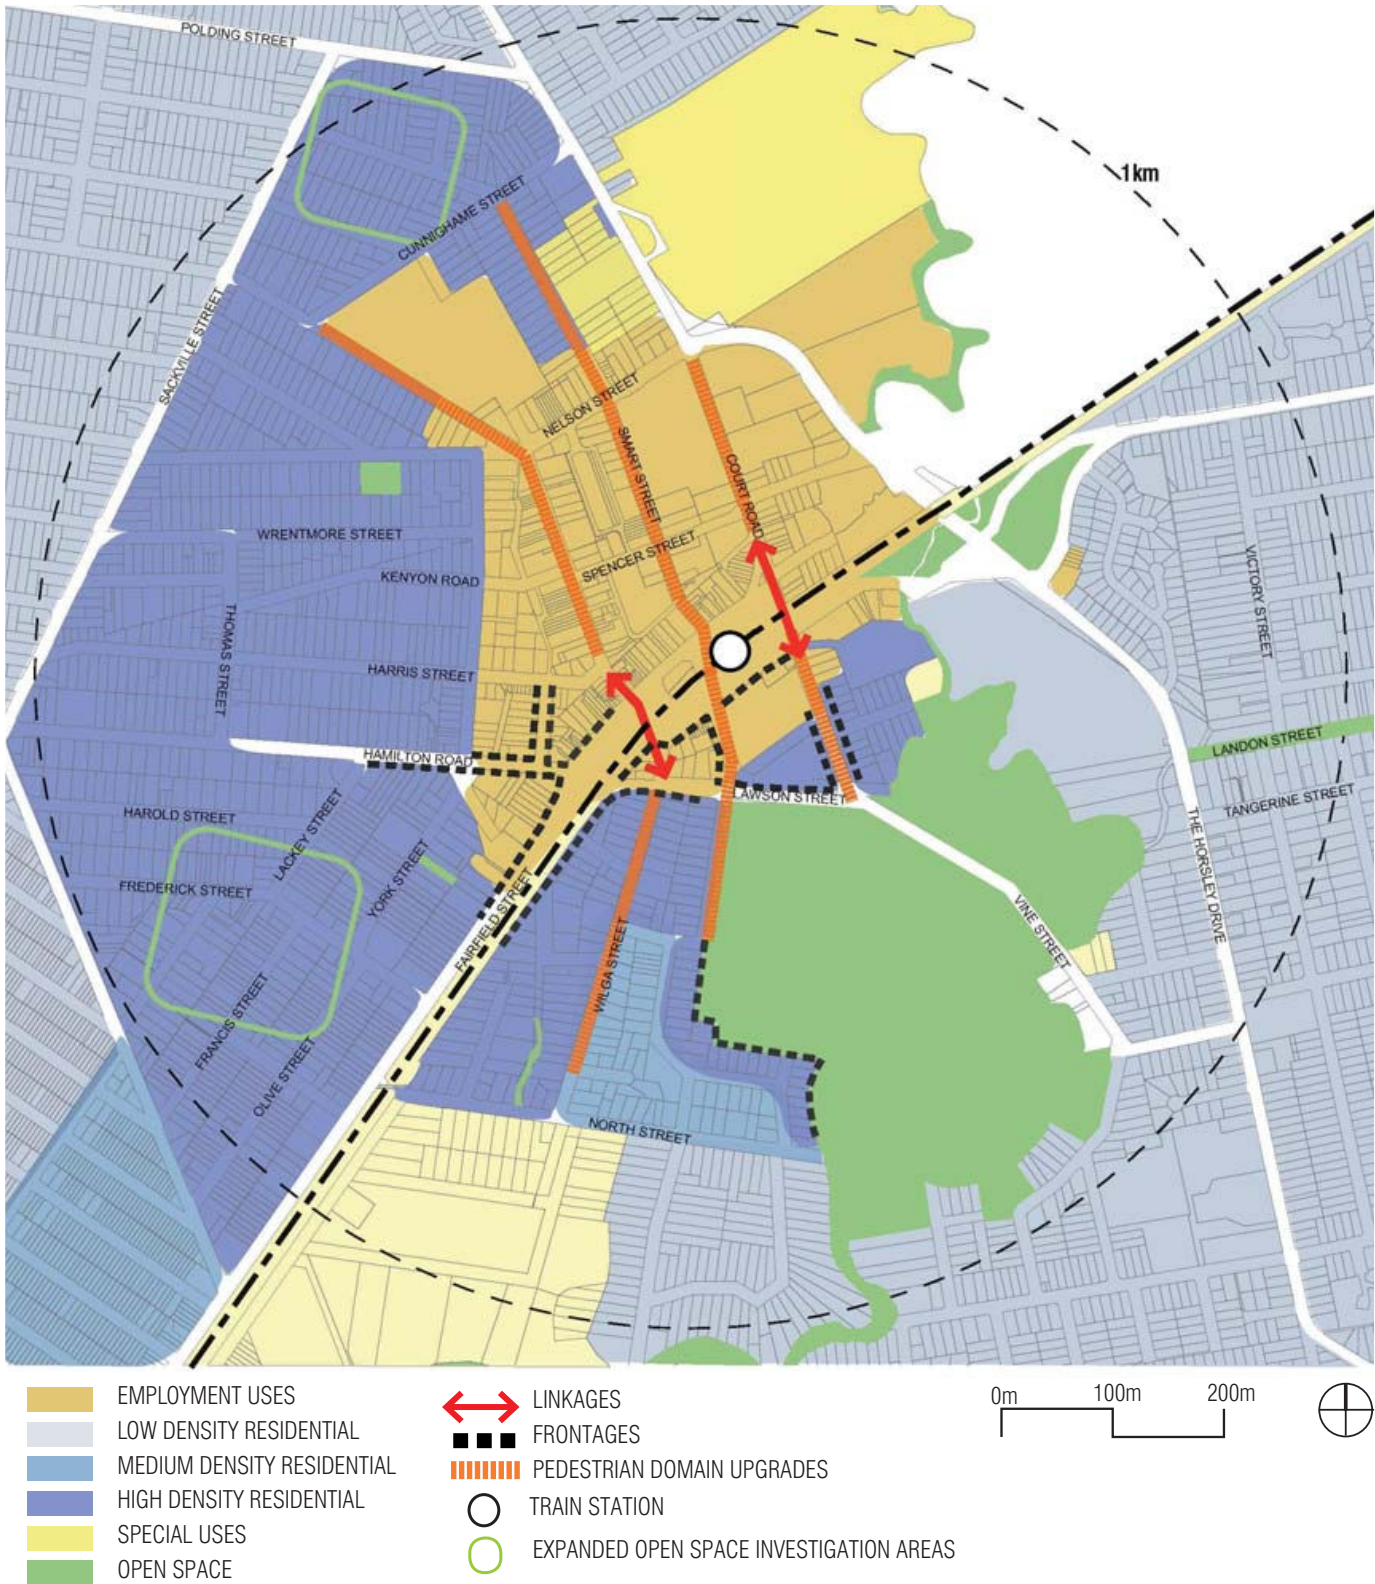 POLDING STREET
1km
CUNNIGHAME STREET
SACKVILLE STREET
NELSON STREET
SMART STREET
COURT ROAD
WRENTMORE STREET
SPENCER STREET
KENYON ROAD
VICTORY STREET
THOMAS STREET
HARRIS STREET
LANDON STREET
HAMILTON ROAD
LAWSON STREET
TANGERINE STREET
HAROLD STREET
LACKEY STREET
THE HORSLEY DRIVE
FREDERICK STREET
YORK STREET
FAIRFIELD STREET
VINE STREET
WILGA STREET
FRANCIS STREET
OLIVE STREET
NORTH STREET
EMPLOYMENT USES
LOW DENSITY RESIDENTIAL
MEDIUM DENSITY RESIDENTIAL
HIGH DENSITY RESIDENTIAL
SPECIAL USES
OPEN SPACE
LINKAGES
FRONTAGES
PEDESTRIAN DOMAIN UPGRADES
TRAIN STATION
EXPANDED OPEN SPACE INVESTIGATION AREAS
0m 100m 200m